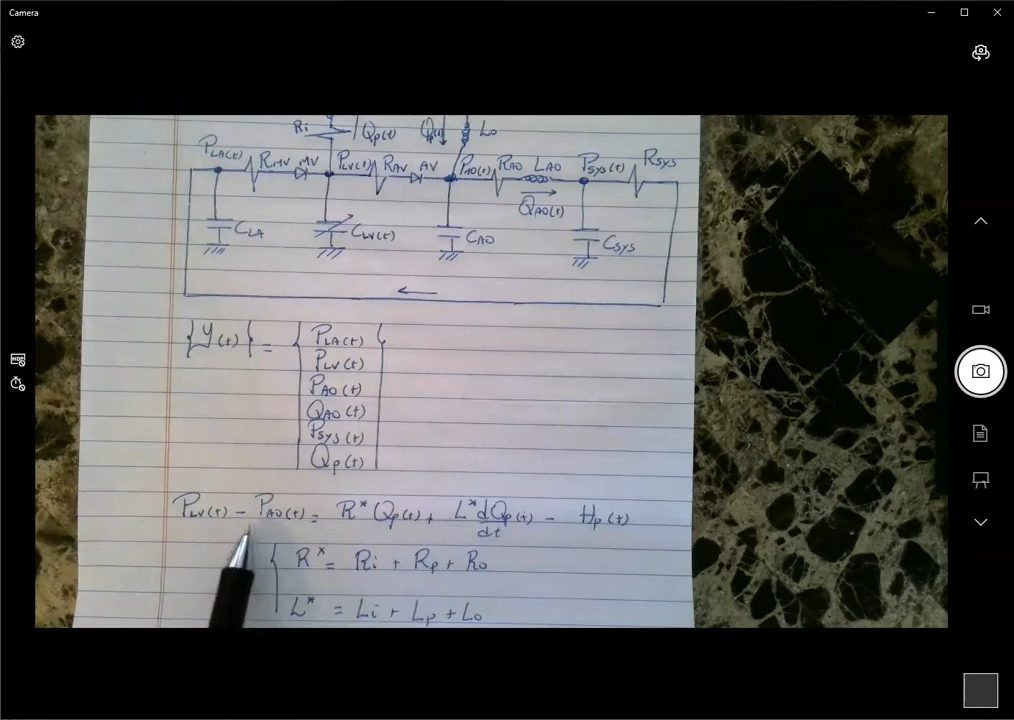 Camera
Ri Qp(t) Q(t) Lo
PLA(t) RMV MV PLV(t) RAV AV PAO(t) RAO LAO PSYS(t) RSYS
QAO(t)
CLA CLV(t) CAO CSYS
{Y(t)} = { PLA(t)
PLV(t)
PAO(t)
QAO(t)
PSYS(t)
Qp(t) }
PLV(t) - PAO(t) = R* Qp(t) + L* dQp(t)/dt - Hp(t)
{ R* = Ri + Rp + Ro
L* = Li + Lp + Lo